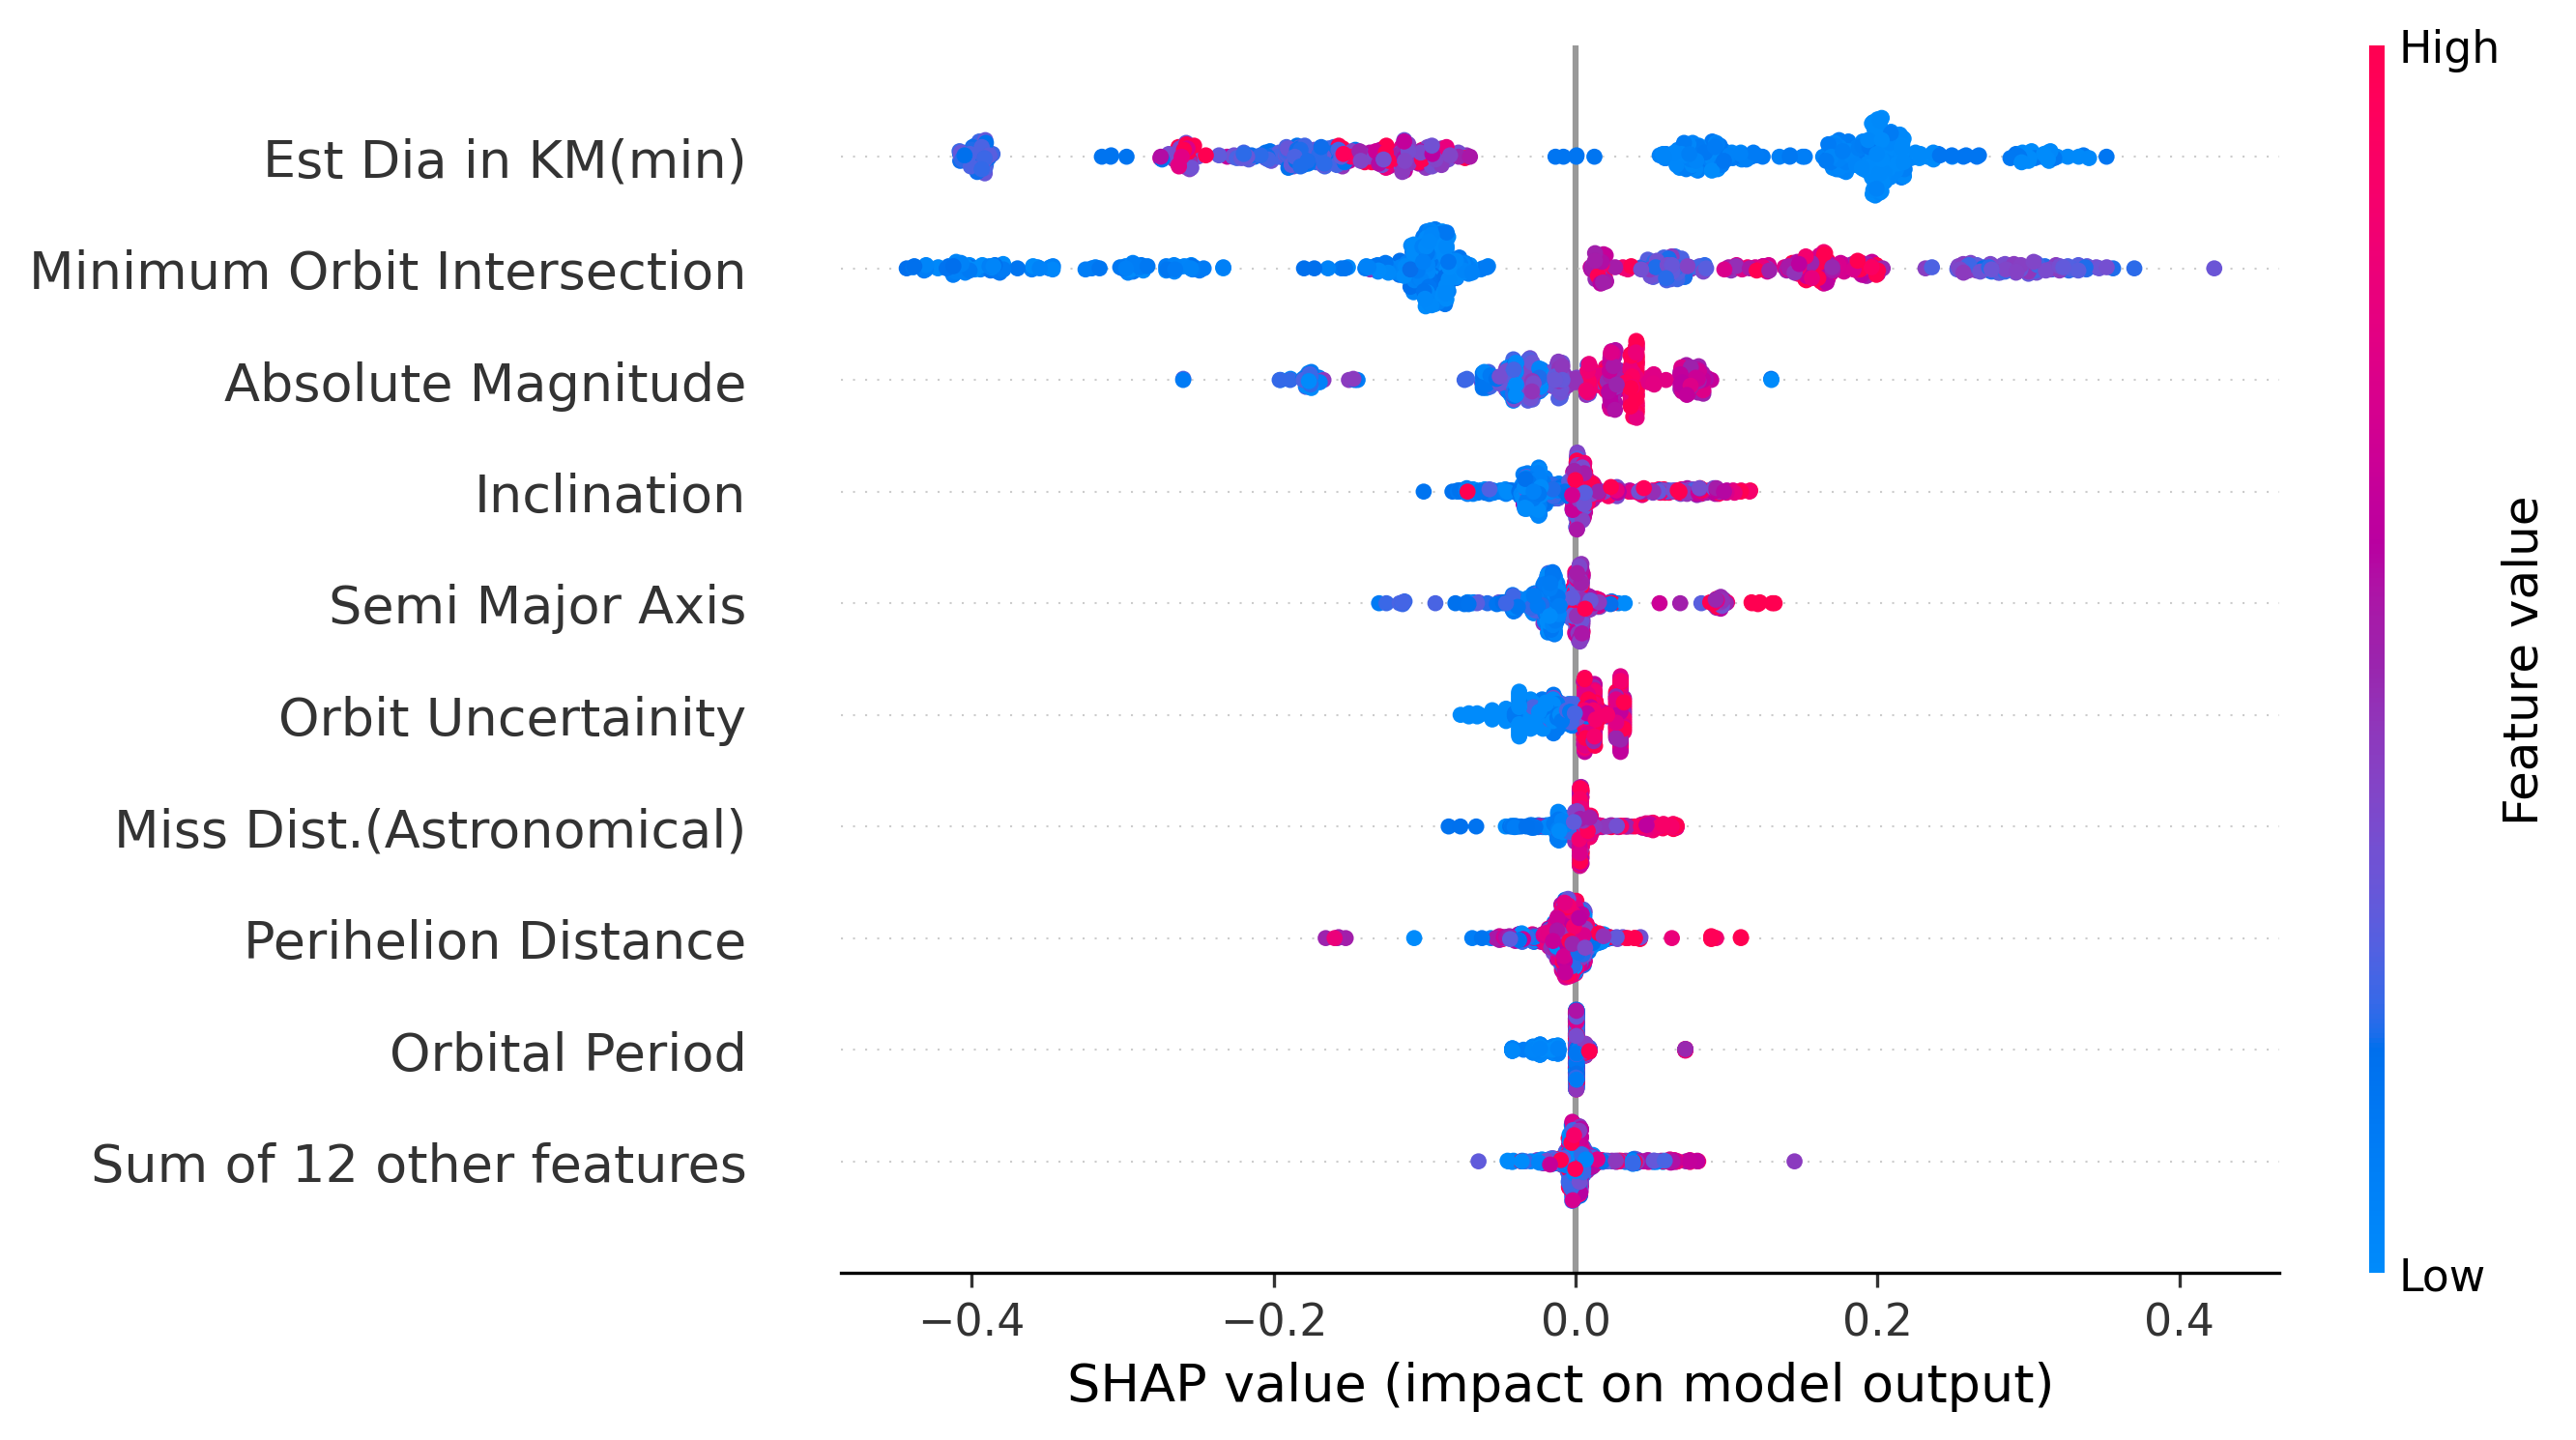 High
Est Dia in KM(min)
Minimum Orbit Intersection
Absolute Magnitude
Inclination
Semi Major Axis
Orbit Uncertainity
Miss Dist.(Astronomical)
Perihelion Distance
Orbital Period
Sum of 12 other features
Feature value
Low
−0.4 −0.2 0.0 0.2 0.4
SHAP value (impact on model output)